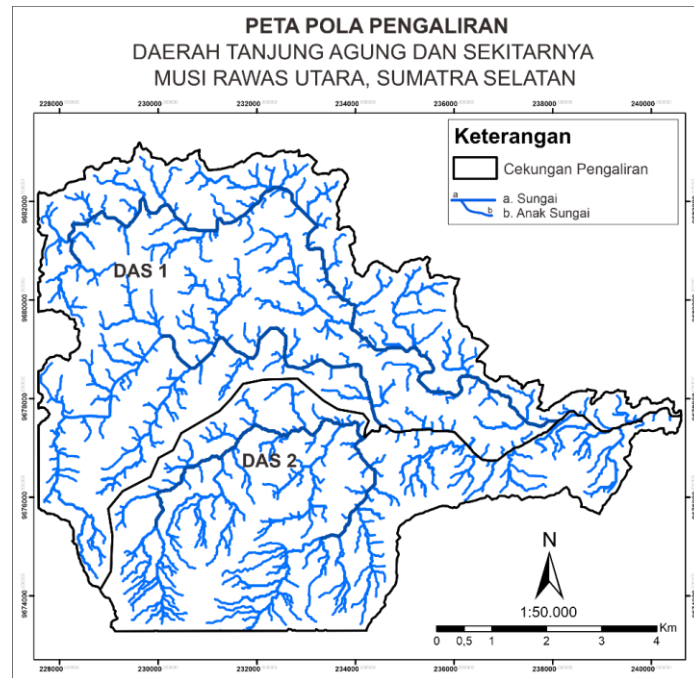 PETA POLA PENGALIRAN
DAERAH TANJUNG AGUNG DAN SEKITARNYA
MUSI RAWAS UTARA, SUMATRA SELATAN
228000 230000 232000 234000 236000 238000 240000
Keterangan
Cekungan Pengaliran
a
b
a. Sungai
b. Anak Sungai
9682000
DAS 1
9680000
9678000
DAS 2
9676000
N
9674000
1:50.000
0 0,5 1 2 3 4 Km
228000 230000 232000 234000 236000 238000 240000